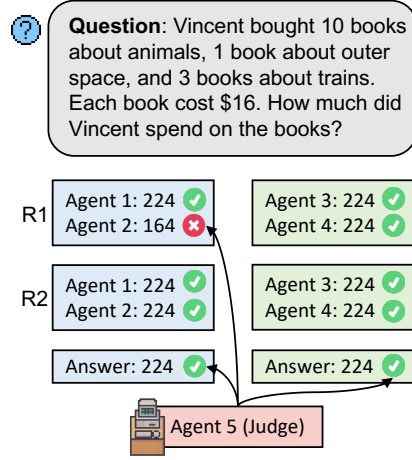 ?
Question: Vincent bought 10 books
about animals, 1 book about outer
space, and 3 books about trains.
Each book cost $16. How much did
Vincent spend on the books?
R1
Agent 1: 224
Agent 2: 164
Agent 3: 224
Agent 4: 224
R2
Agent 1: 224
Agent 2: 224
Agent 3: 224
Agent 4: 224
Answer: 224
Answer: 224
Agent 5 (Judge)